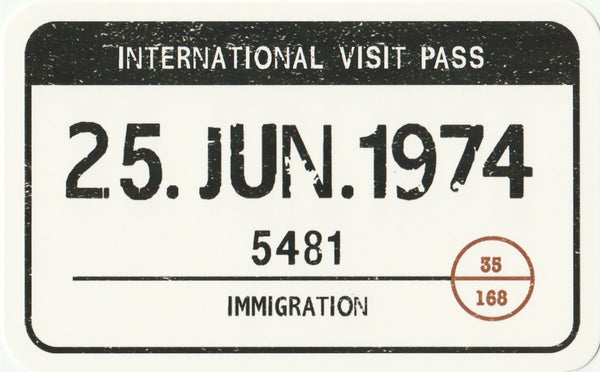 INTERNATIONAL VISIT PASS
25. JUN. 1974
5481
35
168
IMMIGRATION